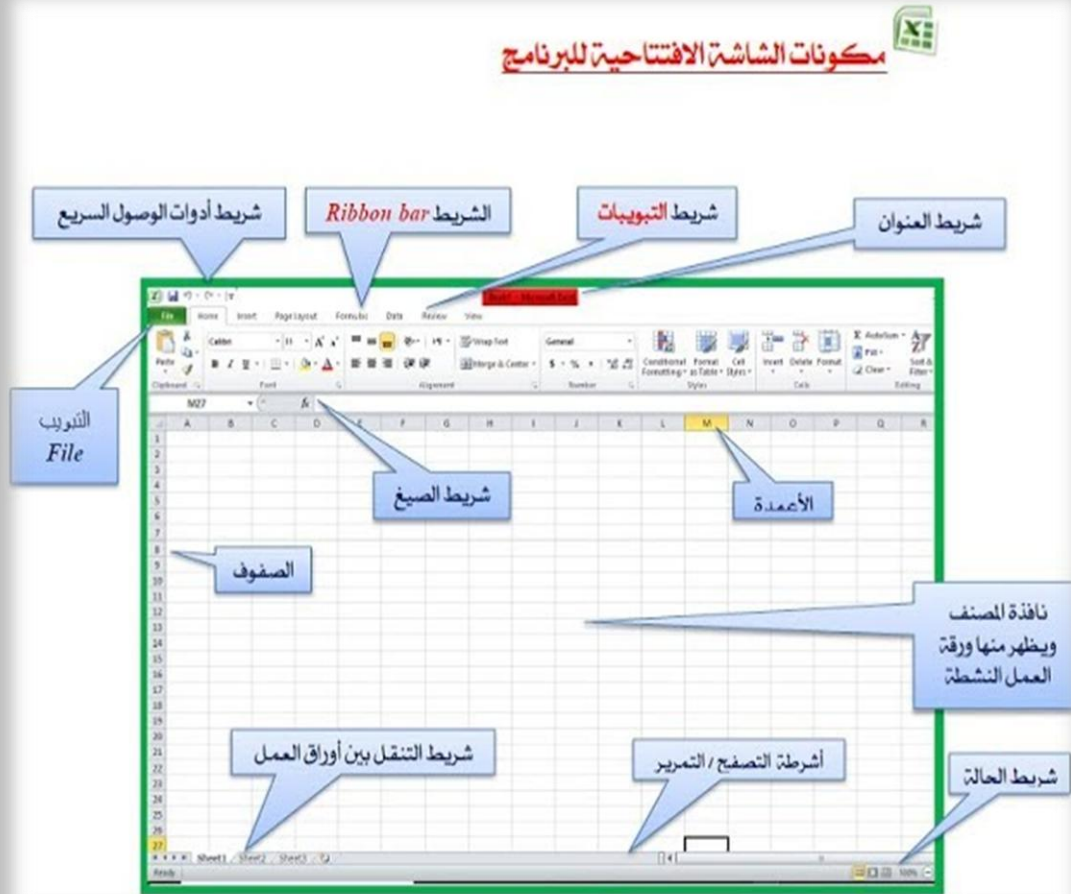 مكونات الشاشة الافتتاحية للبرنامج
شريط أدوات الوصول السريع
الشريط Ribbon bar
شريط التبويبات
شريط العنوان
File Home Insert Page Layout Formulas Data Review View
Paste
Calibri
11
General
Wrap Text
Merge & Center
Conditional Formatting
Format as Table
Cell Styles
Insert Delete Format
AutoSum
Fill
Clear
Sort & Filter
Clipboard Font Alignment Number Styles Cells Editing
M27
fx
A B C D E F G H I J K L M N O P Q R
التبويب
File
شريط الصيغ
الأعمدة
الصفوف
نافذة المصنف
ويظهر منها ورقة
العمل النشطة
شريط التنقل بين أوراق العمل
أشرطة التصفح / التمرير
شريط الحالة
1
2
3
4
5
6
7
8
9
10
11
12
13
14
15
16
17
18
19
20
21
22
23
24
25
26
27
Sheet1 Sheet2 Sheet3
Ready
100%